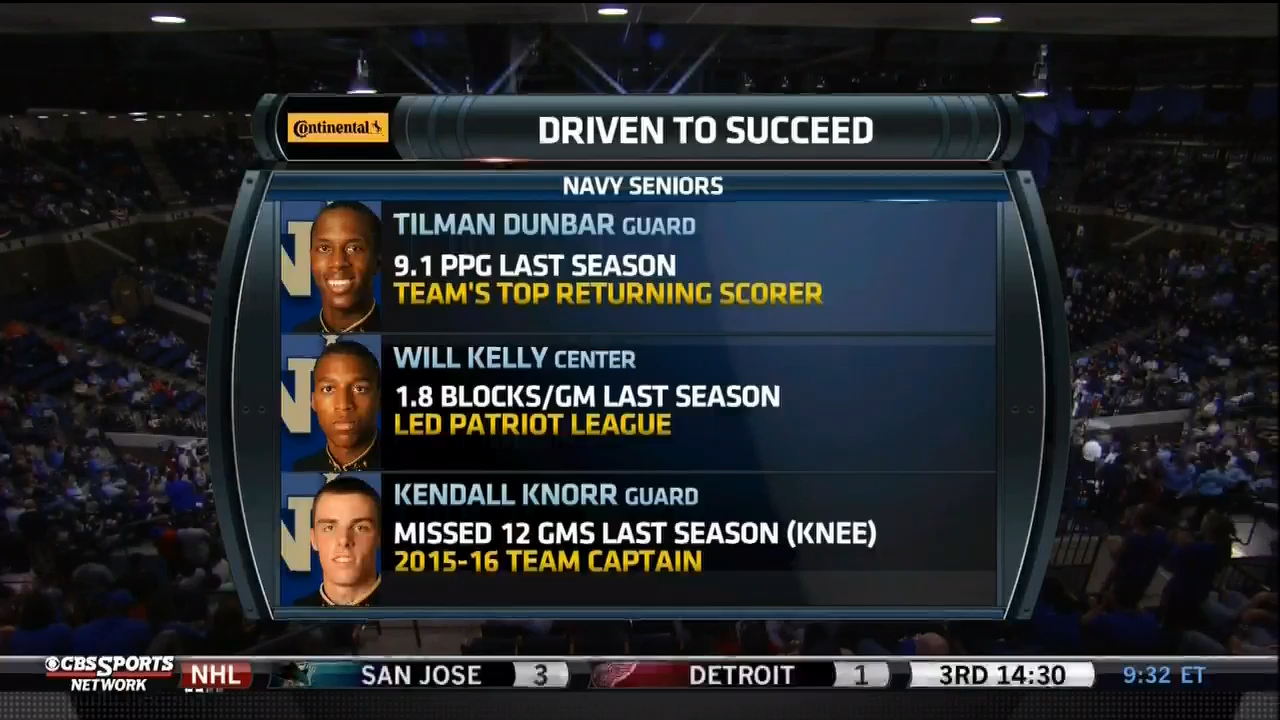 Continental
DRIVEN TO SUCCEED
NAVY SENIORS
N
TILMAN DUNBAR GUARD
9.1 PPG LAST SEASON
TEAM'S TOP RETURNING SCORER
N
WILL KELLY CENTER
1.8 BLOCKS/GM LAST SEASON
LED PATRIOT LEAGUE
N
KENDALL KNORR GUARD
MISSED 12 GMS LAST SEASON (KNEE)
2015-16 TEAM CAPTAIN
CBS SPORTS NETWORK NHL SAN JOSE 3 DETROIT 1 3RD 14:30 9:32 ET